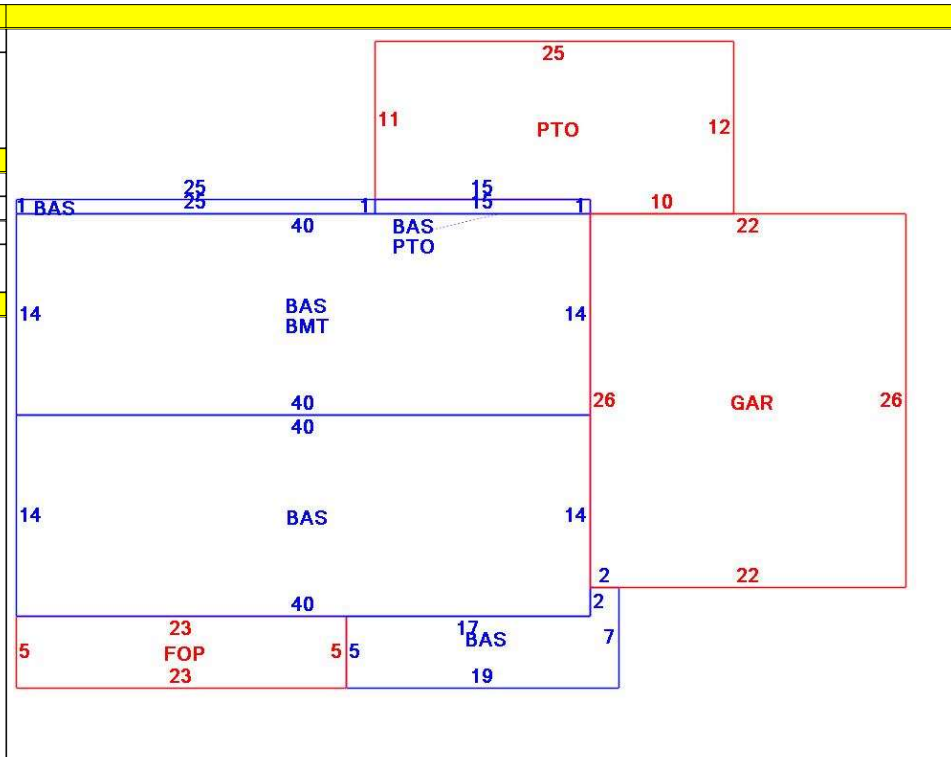 25
11 PTO 12
25 15
1 BAS 25 1 15 1 10
40 BAS 22
PTO
14 BAS 14
BMT
40 26 GAR 26
40
14 BAS 14
2 22
40 2
23 17 BAS 7
5 FOP 5 5
23 19